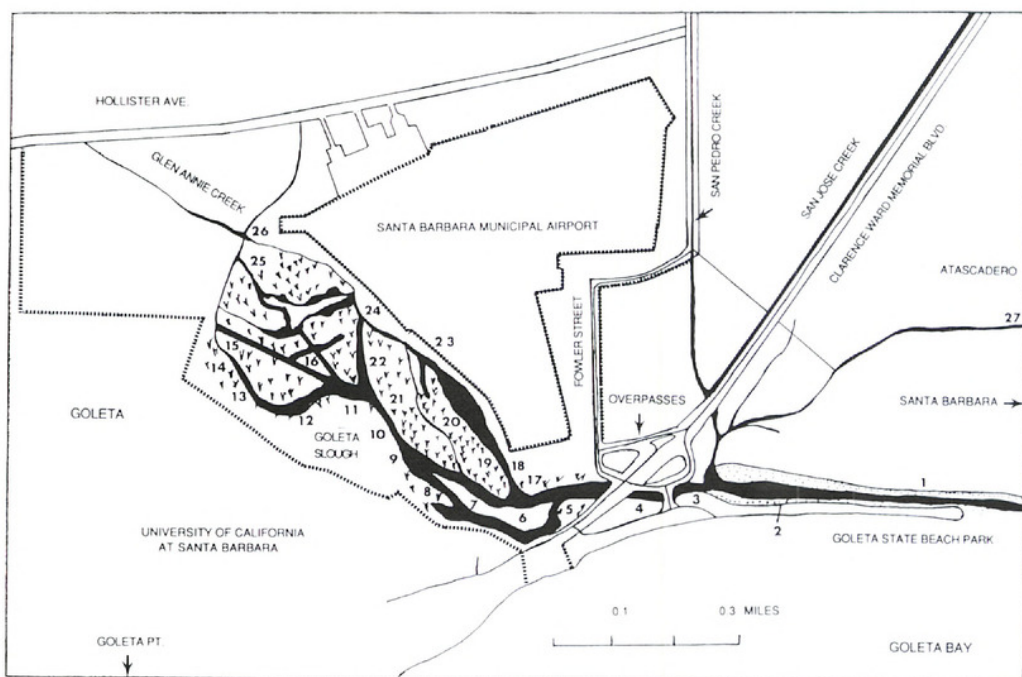 HOLLISTER AVE.
GLEN ANNIE CREEK
SAN PEDRO CREEK
SAN JOSE CREEK
CLARENCE WARD MEMORIAL BLVD
SANTA BARBARA MUNICIPAL AIRPORT
26
25
ATASCADERO
24
23
27
FOWLER STREET
22
15
16
14
OVERPASSES
SANTA BARBARA
13
21
11
12
GOLETA
20
10
GOLETA
SLOUGH
9
19
18
17
1
8
7
6
5
4
3
2
UNIVERSITY OF CALIFORNIA
AT SANTA BARBARA
GOLETA STATE BEACH PARK
0.1
0.3 MILES
GOLETA PT.
GOLETA BAY